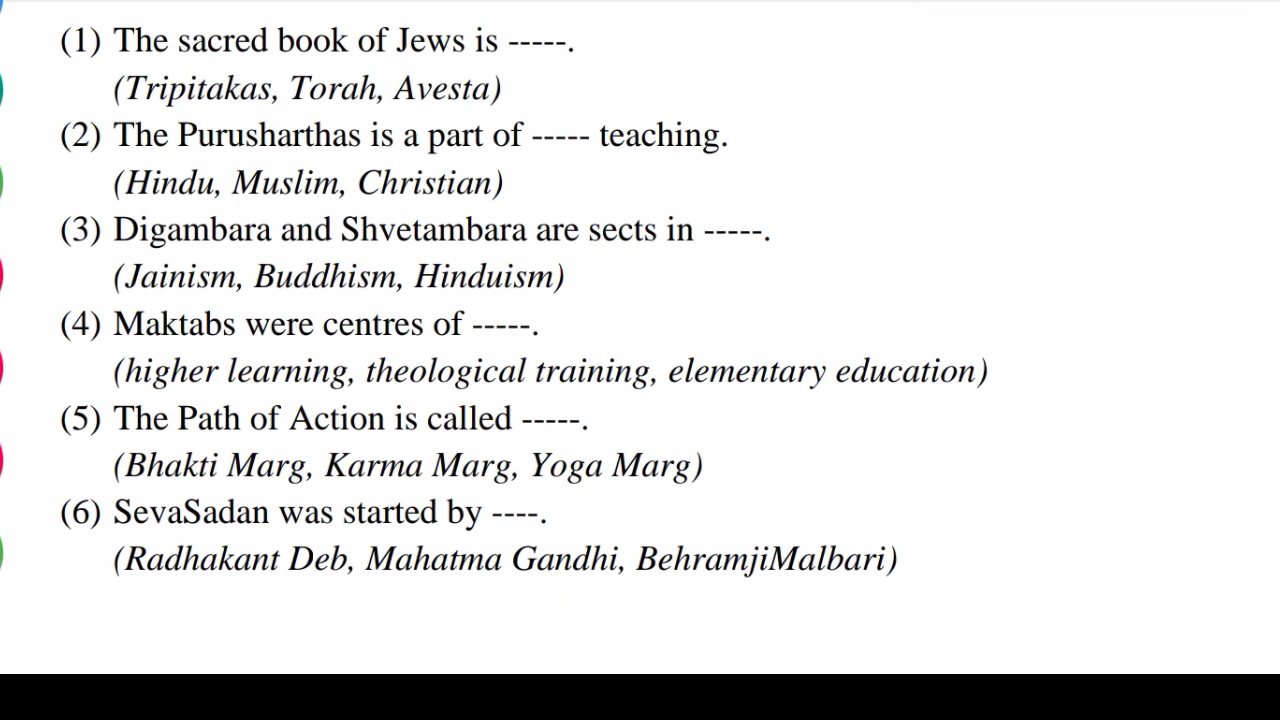 (1) The sacred book of Jews is -----.
(Tripitakas, Torah, Avesta)
(2) The Purusharthas is a part of ----- teaching.
(Hindu, Muslim, Christian)
(3) Digambara and Shvetambara are sects in -----.
(Jainism, Buddhism, Hinduism)
(4) Maktabs were centres of -----.
(higher learning, theological training, elementary education)
(5) The Path of Action is called -----.
(Bhakti Marg, Karma Marg, Yoga Marg)
(6) SevaSadan was started by ----.
(Radhakant Deb, Mahatma Gandhi, BehramjiMalbari)